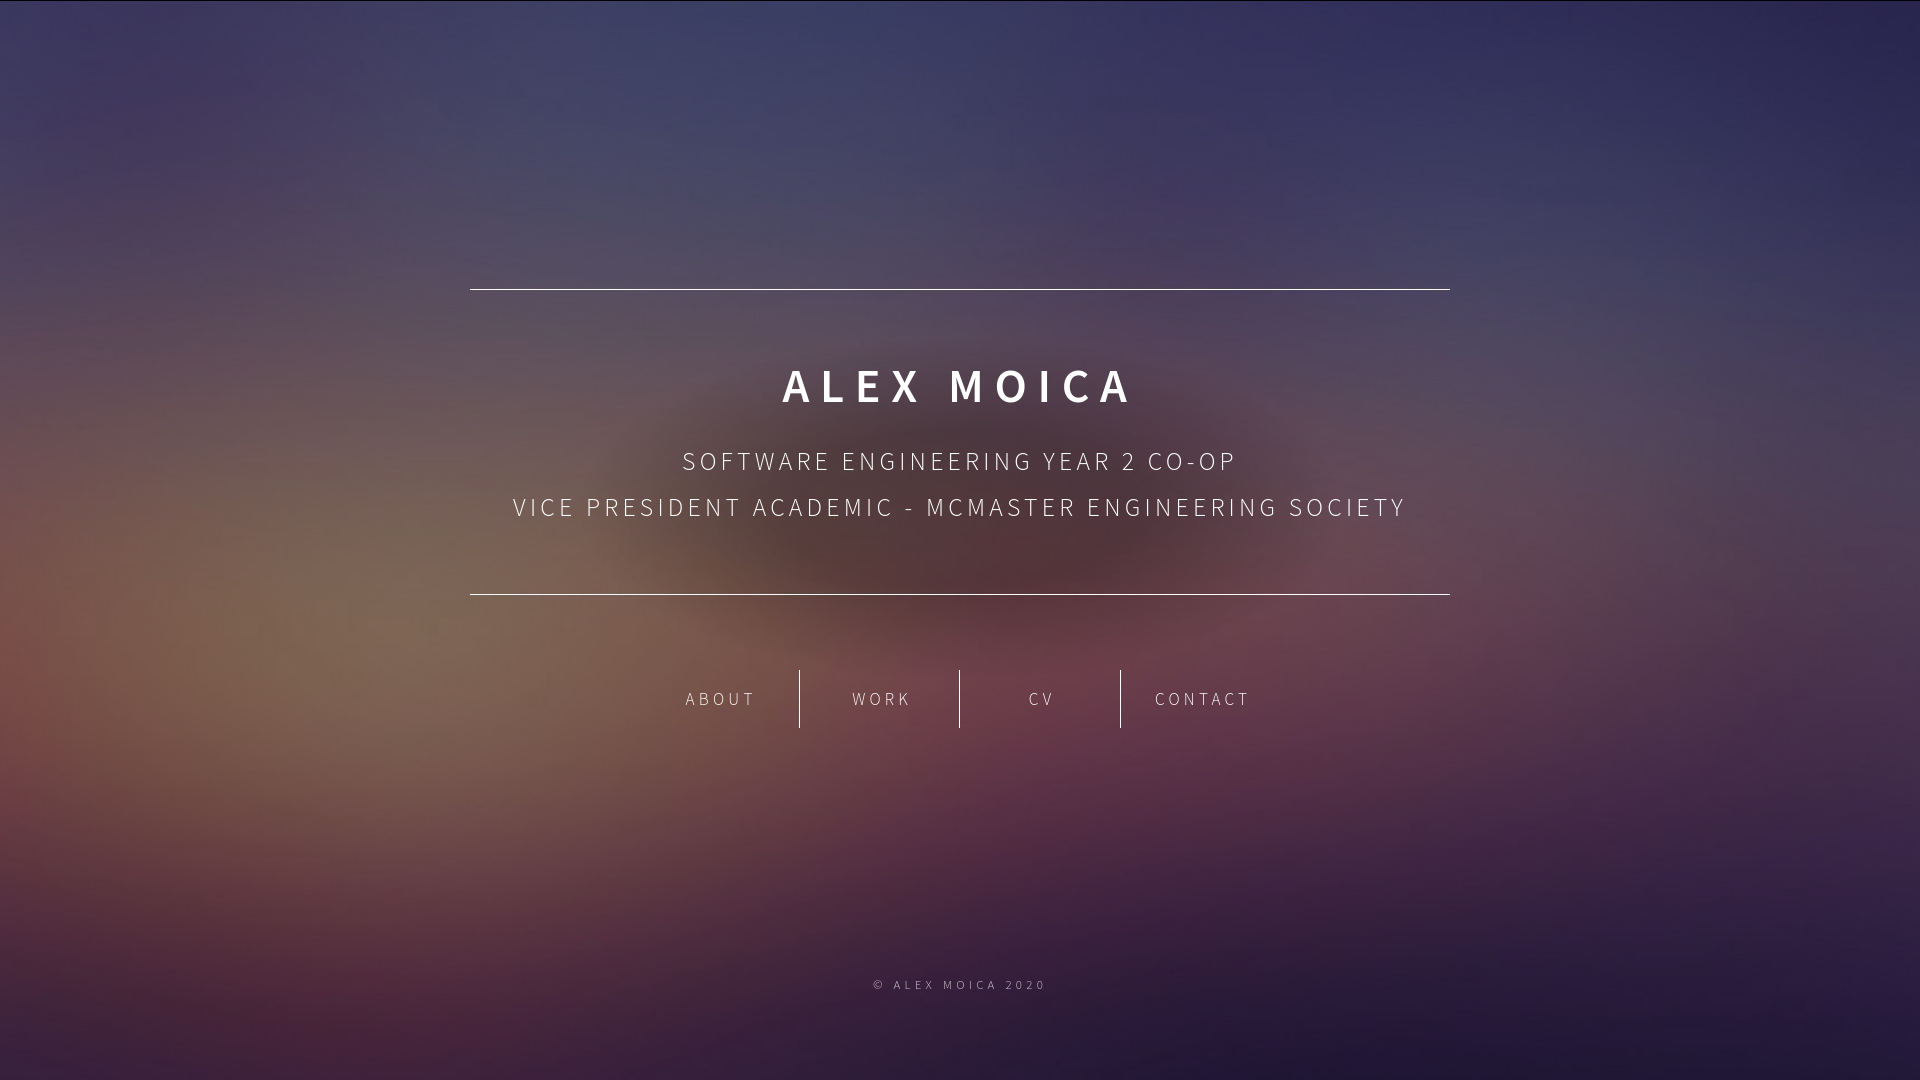 ALEX MOICA
SOFTWARE ENGINEERING YEAR 2 CO-OP
VICE PRESIDENT ACADEMIC - MCMASTER ENGINEERING SOCIETY
ABOUT WORK CV CONTACT
© ALEX MOICA 2020